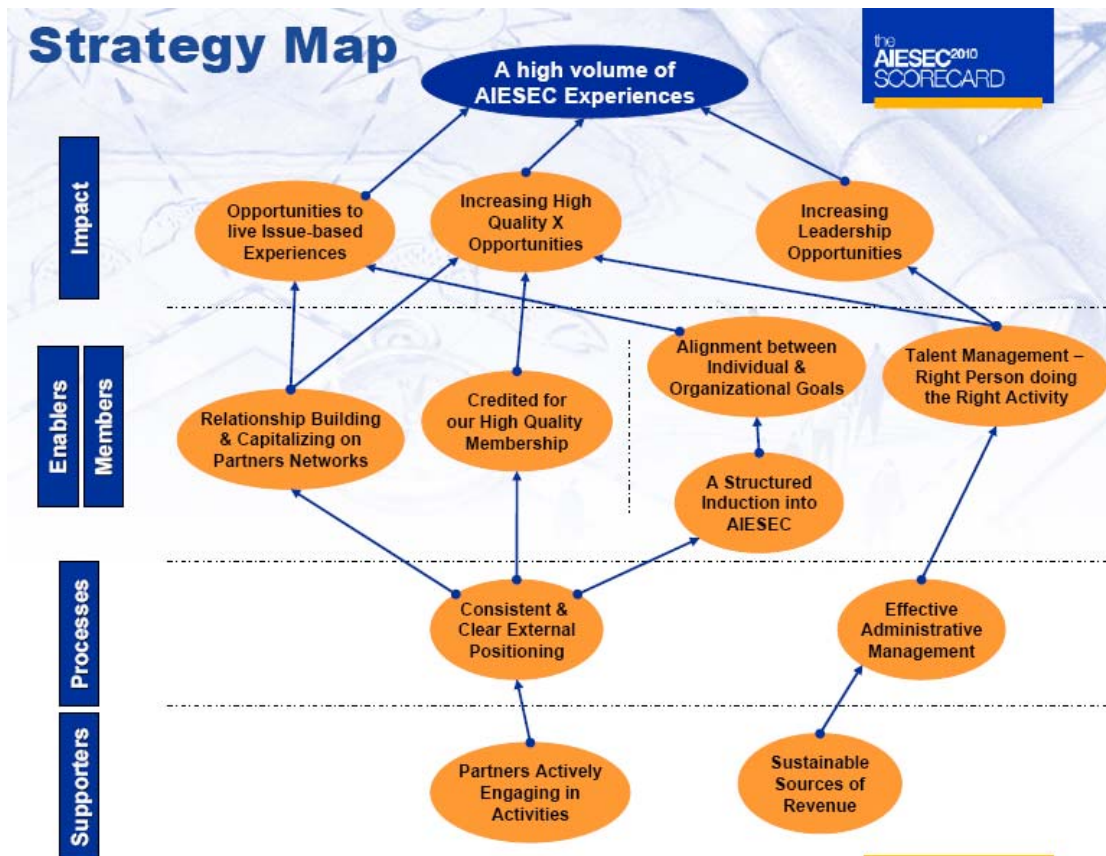 Strategy Map
the
AIESEC2010
SCORECARD
A high volume of
AIESEC Experiences
Impact
Opportunities to
live Issue-based
Experiences
Increasing High
Quality X
Opportunities
Increasing
Leadership
Opportunities
Enablers
Members
Relationship Building
& Capitalizing on
Partners Networks
Credited for
our High Quality
Membership
Alignment between
Individual &
Organizational Goals
Talent Management –
Right Person doing
the Right Activity
A Structured
Induction into
AIESEC
Processes
Consistent &
Clear External
Positioning
Effective
Administrative
Management
Supporters
Partners Actively
Engaging in
Activities
Sustainable
Sources of
Revenue